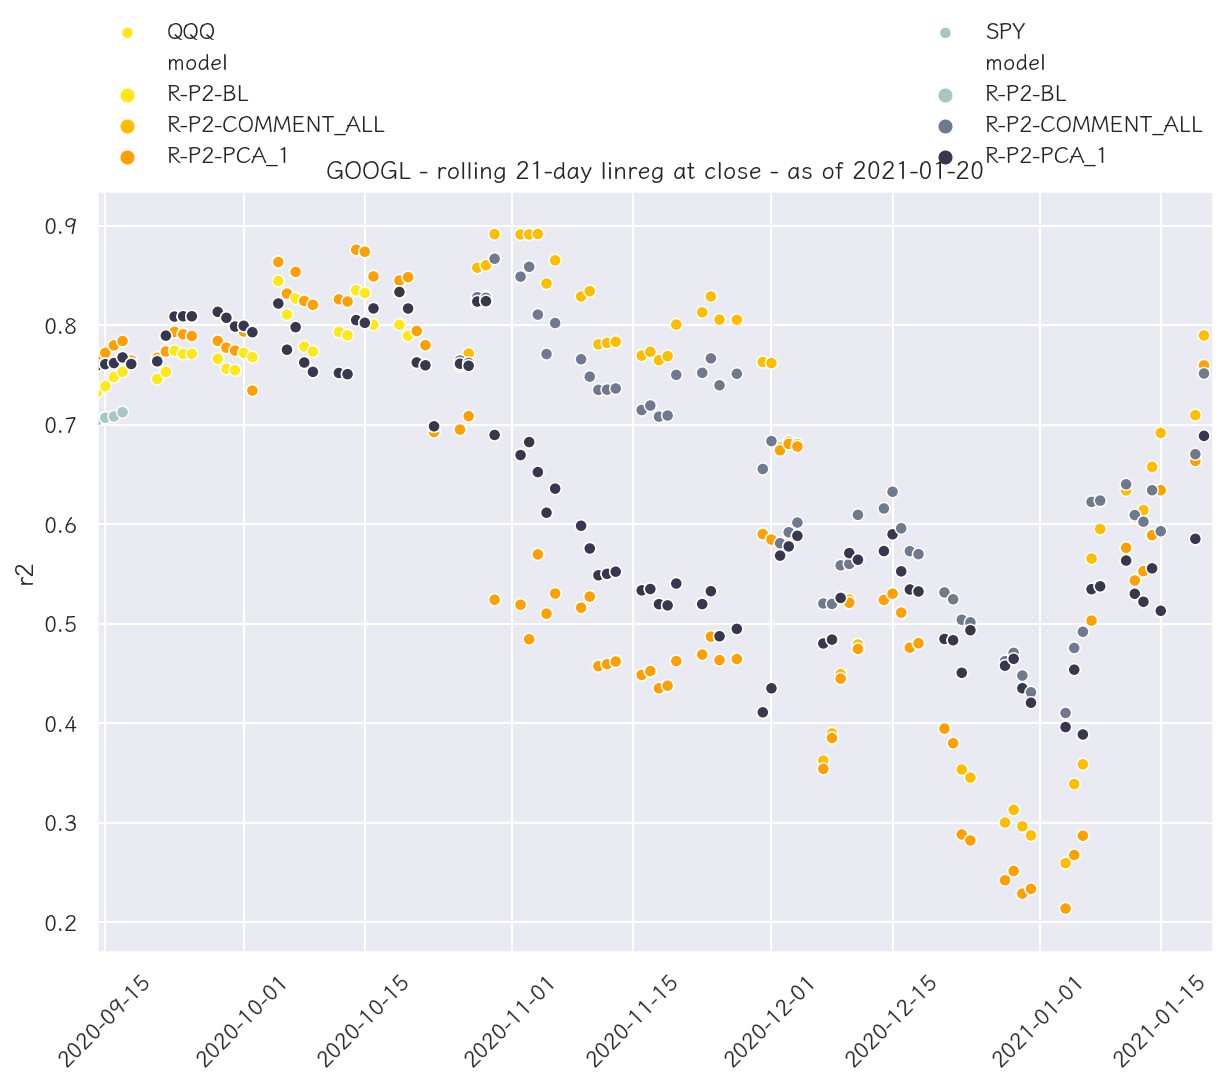 QQQ
model
R-P2-BL
R-P2-COMMENT_ALL
R-P2-PCA_1
SPY
model
R-P2-BL
R-P2-COMMENT_ALL
R-P2-PCA_1
GOOGL - rolling 21-day linreg at close - as of 2021-01-20
r2
0.9
0.8
0.7
0.6
0.5
0.4
0.3
0.2
2020-09-15
2020-10-01
2020-10-15
2020-11-01
2020-11-15
2020-12-01
2020-12-15
2021-01-01
2021-01-15